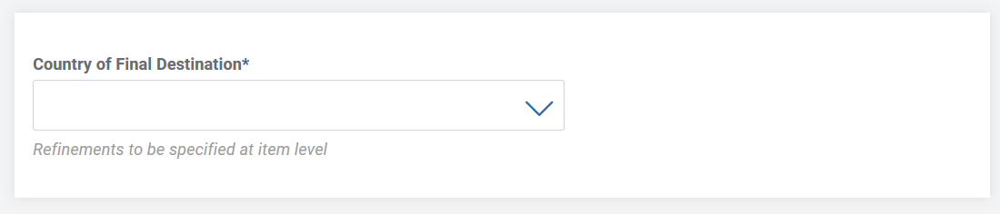 Country of Final Destination*
Refinements to be specified at item level